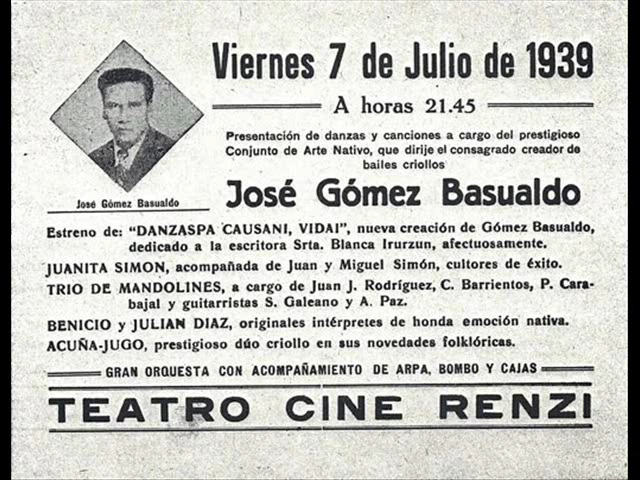 Viernes 7 de Julio de 1939
A horas 21.45
Presentación de danzas y canciones a cargo del prestigioso
Conjunto de Arte Nativo, que dirije el consagrado creador de
bailes criollos
José Gómez Basualdo
José Gómez Basualdo
Estreno de: “DANZASPA CAUSANI, VIDAI”, nueva creación de Gómez Basualdo,
dedicado a la escritora Srta. Blanca Irurzun, afectuosamente.
JUANITA SIMON, acompañada de Juan y Miguel Simón, cultores de éxito.
TRIO DE MANDOLINES, a cargo de Juan J. Rodríguez, C. Barrientos, P. Cara-
bajal y guitarristas S. Galeano y A. Paz.
BENICIO y JULIAN DIAZ, originales intérpretes de honda emoción nativa.
ACUÑA-JUGO, prestigioso dúo criollo en sus novedades folklóricas.
GRAN ORQUESTA CON ACOMPAÑAMIENTO DE ARPA, BOMBO Y CAJAS
TEATRO CINE RENZI